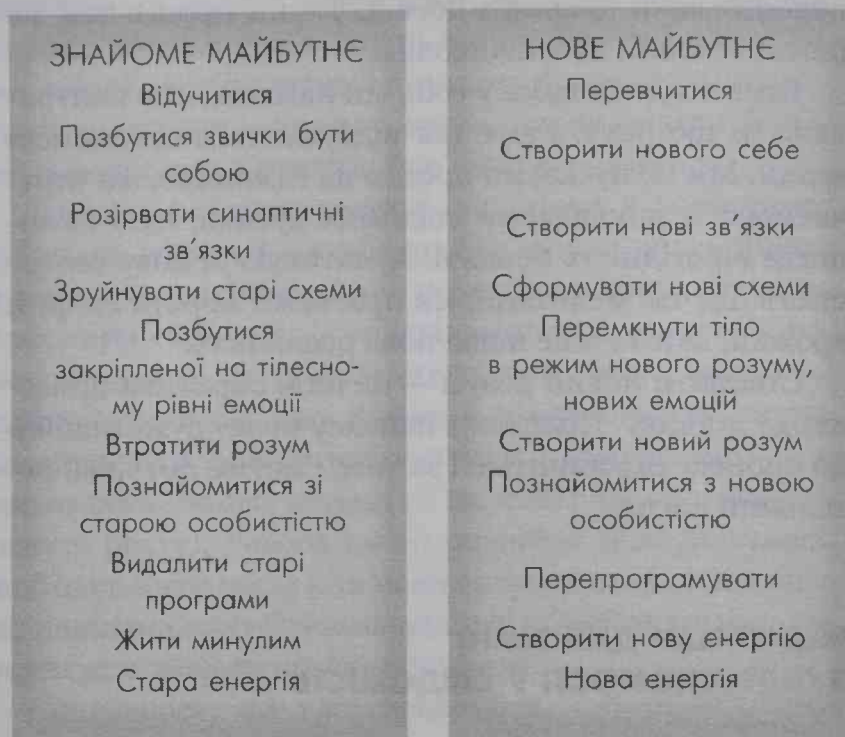 ЗНАЙОМЕ МАЙБУТНЄ
Відучитися
Позбутися звички бути
собою
Розірвати синаптичні
зв’язки
Зруйнувати старі схеми
Позбутися
закріпленої на тілесно-
му рівні емоції
Втратити розум
Познайомитися зі
старою особистістю
Видалити старі
програми
Жити минулим
Стара енергія
НОВЕ МАЙБУТНЄ
Перевчитися
Створити нового себе
Створити нові зв’язки
Сформувати нові схеми
Перемкнути тіло
в режим нового розуму,
нових емоцій
Створити новий розум
Познайомитися з новою
особистістю
Перепрограмувати
Створити нову енергію
Нова енергія